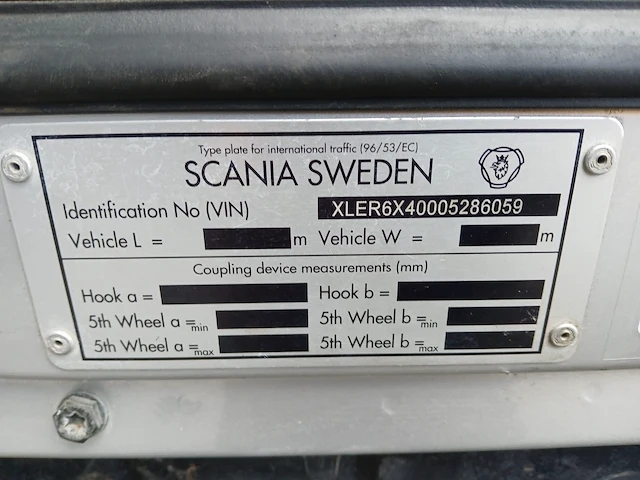 Type plate for international traffic (96/53/EC)
SCANIA SWEDEN
Identification No (VIN) XLER6X40005286059
Vehicle L = m Vehicle W = m
Coupling device measurements (mm)
Hook a = Hook b =
5th Wheel a =min 5th Wheel b =min
5th Wheel a =max 5th Wheel b =max